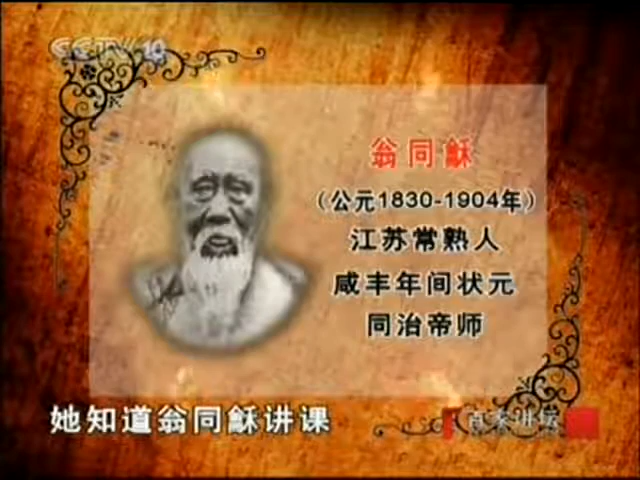 CCTV 10
翁同龢
(公元1830-1904年)
江苏常熟人
咸丰年间状元
同治帝师
她知道翁同龢讲课
百家讲坛